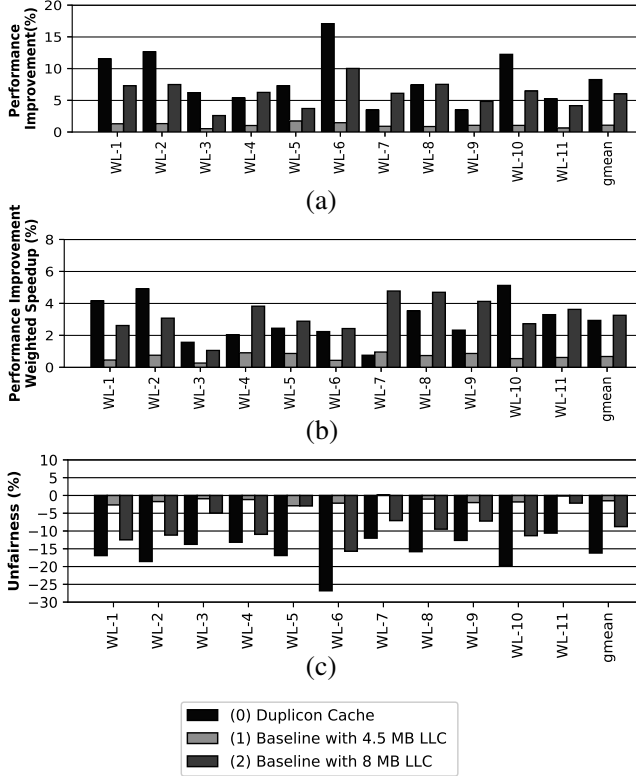 20
15
10
5
0
Performance
Improvement(%)
WL-1
WL-2
WL-3
WL-4
WL-5
WL-6
WL-7
WL-8
WL-9
WL-10
WL-11
gmean
(a)
8
6
4
2
0
Performance Improvement
Weighted Speedup (%)
WL-1
WL-2
WL-3
WL-4
WL-5
WL-6
WL-7
WL-8
WL-9
WL-10
WL-11
gmean
(b)
10
5
0
−5
−10
−15
−20
−25
−30
Unfairness (%)
WL-1
WL-2
WL-3
WL-4
WL-5
WL-6
WL-7
WL-8
WL-9
WL-10
WL-11
gmean
(c)
(0) Duplicon Cache
(1) Baseline with 4.5 MB LLC
(2) Baseline with 8 MB LLC